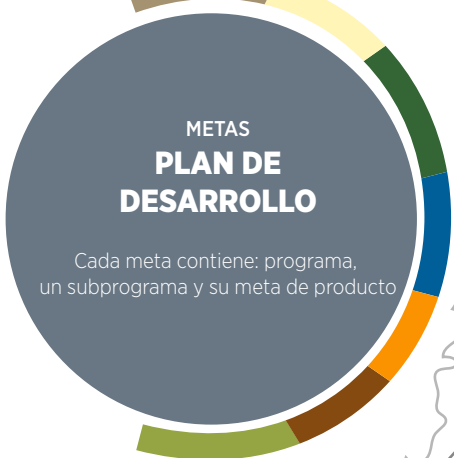 METAS
PLAN DE
DESARROLLO
Cada meta contiene: programa,
un subprograma y su meta de producto